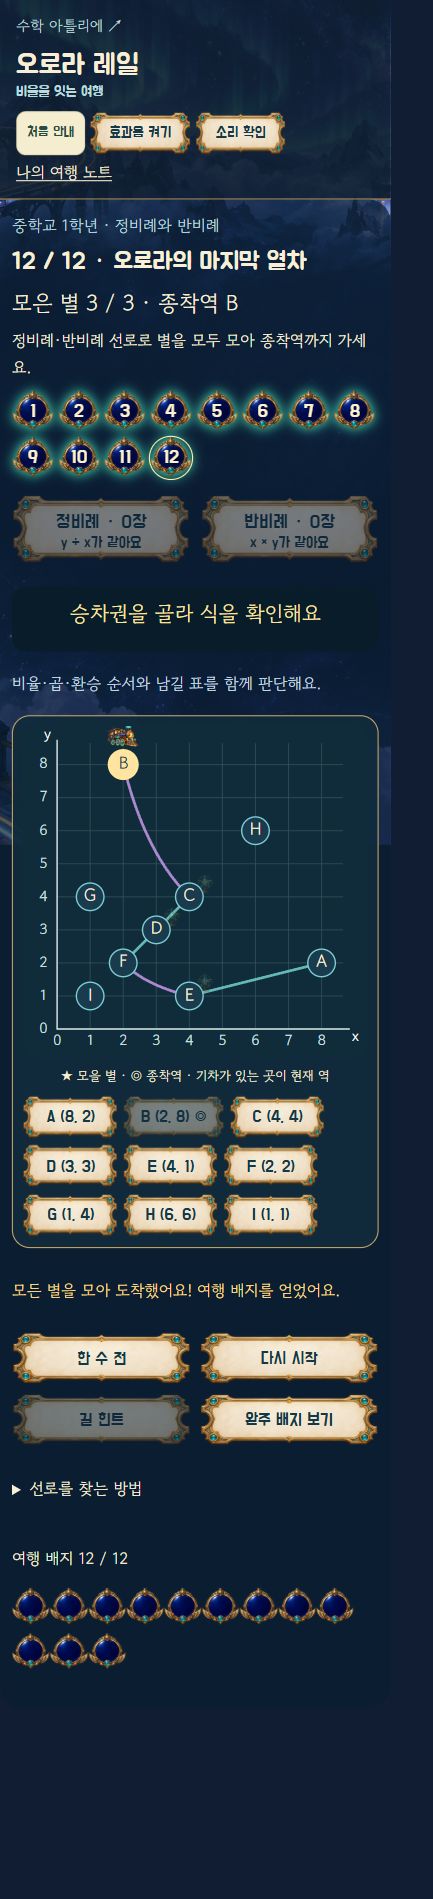 수학 아틀리에 ↗
오로라 레일
비율을 잇는 여행
처음 안내 효과음 켜기 소리 확인
나의 여행 노트
중학교 1학년 · 정비례와 반비례
12 / 12 · 오로라의 마지막 열차
모은 별 3 / 3 · 종착역 B
정비례·반비례 선로로 별을 모두 모아 종착역까지 가세
요.
1 2 3 4 5 6 7 8
9 10 11 12
정비례 · 0장 반비례 · 0장
y ÷ x가 같아요 x × y가 같아요
승차권을 골라 식을 확인해요
비율·곱·환승 순서와 남길 표를 함께 판단해요.
y
8 B
7
6 H
5
4 G C
3 D
2 F A
1 I E
0
0 1 2 3 4 5 6 7 8 x
★ 모을 별 · ◎ 종착역 · 기차가 있는 곳이 현재 역
A (8, 2) B (2, 8) ◎ C (4, 4)
D (3, 3) E (4, 1) F (2, 2)
G (1, 4) H (6, 6) I (1, 1)
모든 별을 모아 도착했어요! 여행 배지를 얻었어요.
한 수 전 다시 시작
길 힌트 완주 배지 보기
▶ 선로를 찾는 방법
여행 배지 12 / 12